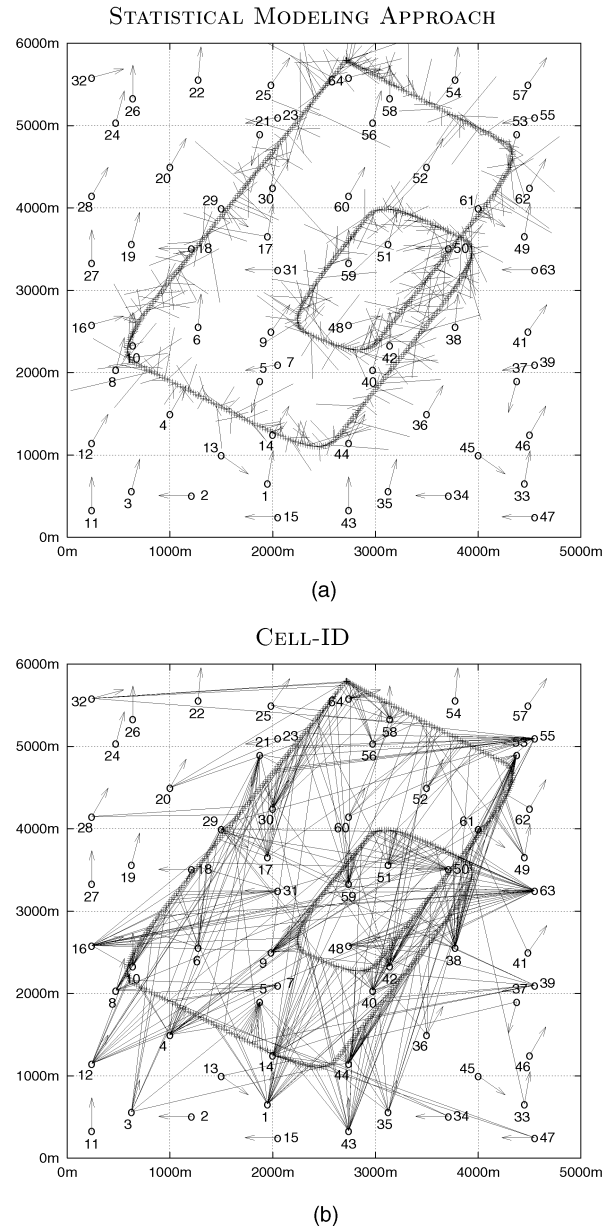 STATISTICAL MODELING APPROACH
6000m
64
32 22 25 54 57
26 58
24 21 23 56 53 55
5000m
20 52
29 30 60 61 62
28
4000m
19 18 17 51 50 49
27 31 59 63
3000m
16 6 9 48 38 41
10 42
8 5 7 40 37 39
2000m
4 36
12 13 14 44 45 46
1000m
3 2 1 35 34 33
11 15 43 47
0m
0m 1000m 2000m 3000m 4000m 5000m
(a)
CELL-ID
6000m
64
32 22 25 54 57
26 58
24 21 23 56 53 55
5000m
20 52
29 30 60 61 62
28
4000m
19 18 17 51 50 49
27 31 59 63
3000m
16 6 9 48 38 41
10 42
8 5 7 40 37 39
2000m
4 36
12 13 14 44 45 46
1000m
3 2 1 35 34 33
11 15 43 47
0m
0m 1000m 2000m 3000m 4000m 5000m
(b)